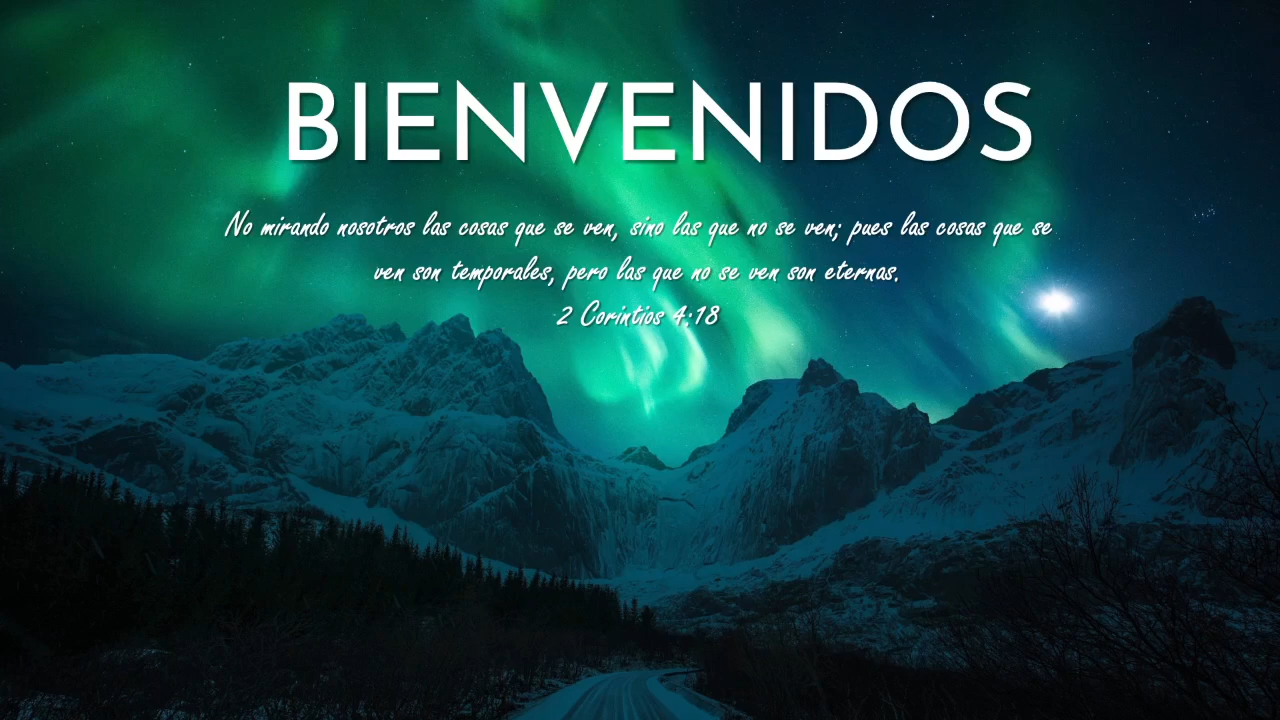 BIENVENIDOS
No mirando nosotros las cosas que se ven, sino las que no se ven; pues las cosas que se
ven son temporales, pero las que no se ven son eternas.
2 Corintios 4:18